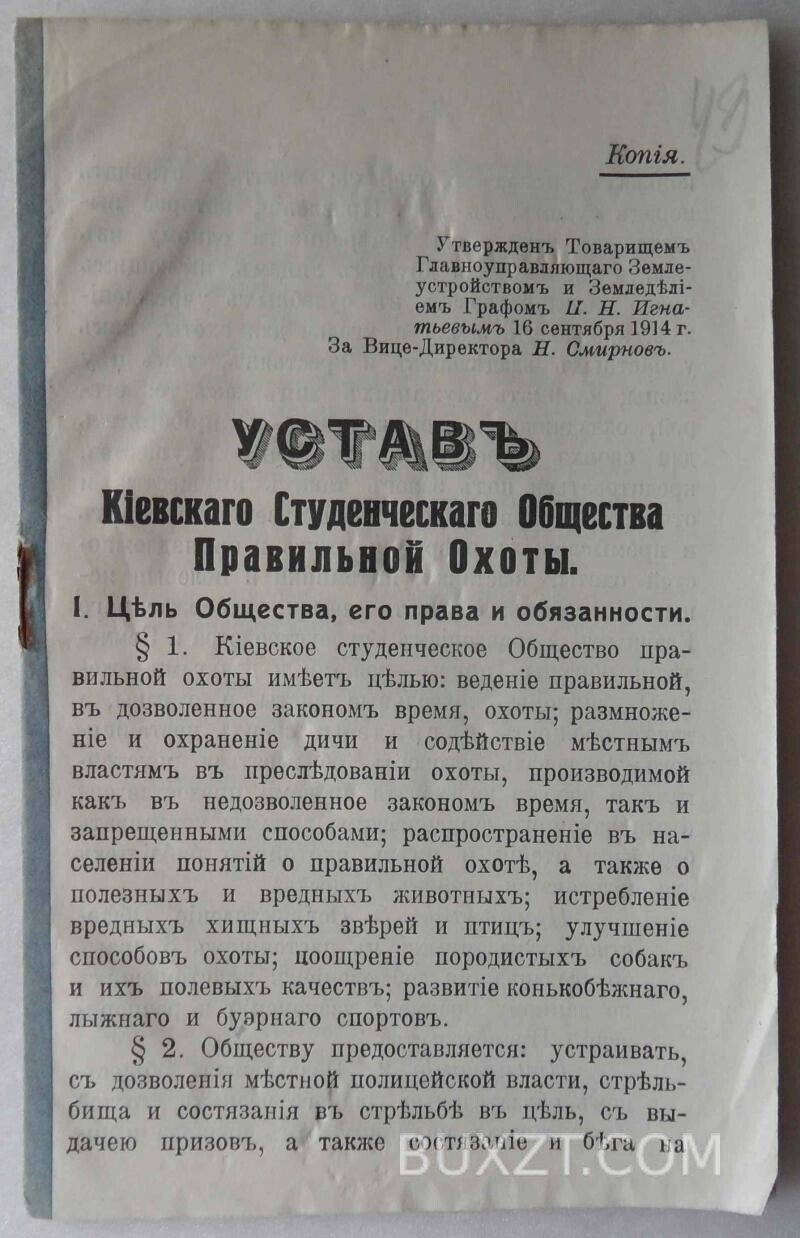 49
Копія.
Утвержденъ Товарищемъ
Главноуправляющаго Земле-
устройствомъ и Земледѣлі-
емъ Графомъ П. Н. Игна-
тьевымъ 16 сентября 1914 г.
За Вице-Директора Н. Смирновъ.
УСТАВЪ
Кіевскаго Студенческаго Общества
Правильной Охоты.
I. Цѣль Общества, его права и обязанности.
§ 1. Кіевское студенческое Общество пра-
вильной охоты имѣетъ цѣлью: веденіе правильной,
въ дозволенное закономъ время, охоты; размноже-
ніе и охраненіе дичи и содѣйствіе мѣстнымъ
властямъ въ преслѣдованіи охоты, производимой
какъ въ недозволенное закономъ время, такъ и
запрещенными способами; распространеніе въ на-
селеніи понятій о правильной охотѣ, а также о
полезныхъ и вредныхъ животныхъ; истребленіе
вредныхъ хищныхъ звѣрей и птицъ; улучшеніе
способовъ охоты; поощреніе породистыхъ собакъ
и ихъ полевыхъ качествъ; развитіе конькобѣжнаго,
лыжнаго и буэрнаго спортовъ.
§ 2. Обществу предоставляется: устраивать,
съ дозволенія мѣстной полицейской власти, стрѣль-
бища и состязанія въ стрѣльбѣ въ цѣль, съ вы-
дачею призовъ, а также состязаніе и бѣга на
BUXZT.COM